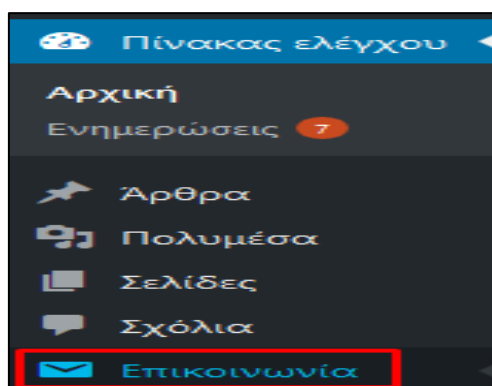 Πίνακας ελέγχου
Αρχική
Ενημερώσεις 7
Άρθρα
Πολυμέσα
Σελίδες
Σχόλια
Επικοινωνία